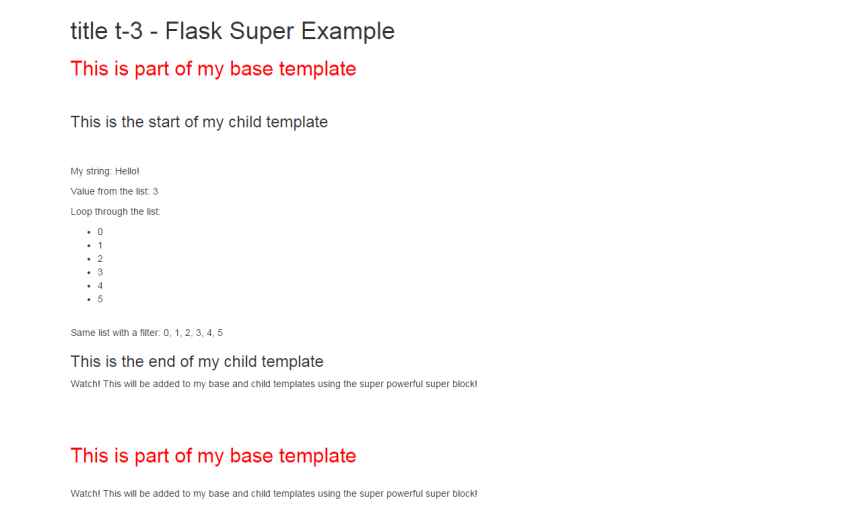 title t-3 - Flask Super Example
This is part of my base template
This is the start of my child template
My string: Hello!
Value from the list: 3
Loop through the list:
• 0
• 1
• 2
• 3
• 4
• 5
Same list with a filter: 0, 1, 2, 3, 4, 5
This is the end of my child template
Watch! This will be added to my base and child templates using the super powerful super block!
This is part of my base template
Watch! This will be added to my base and child templates using the super powerful super block!